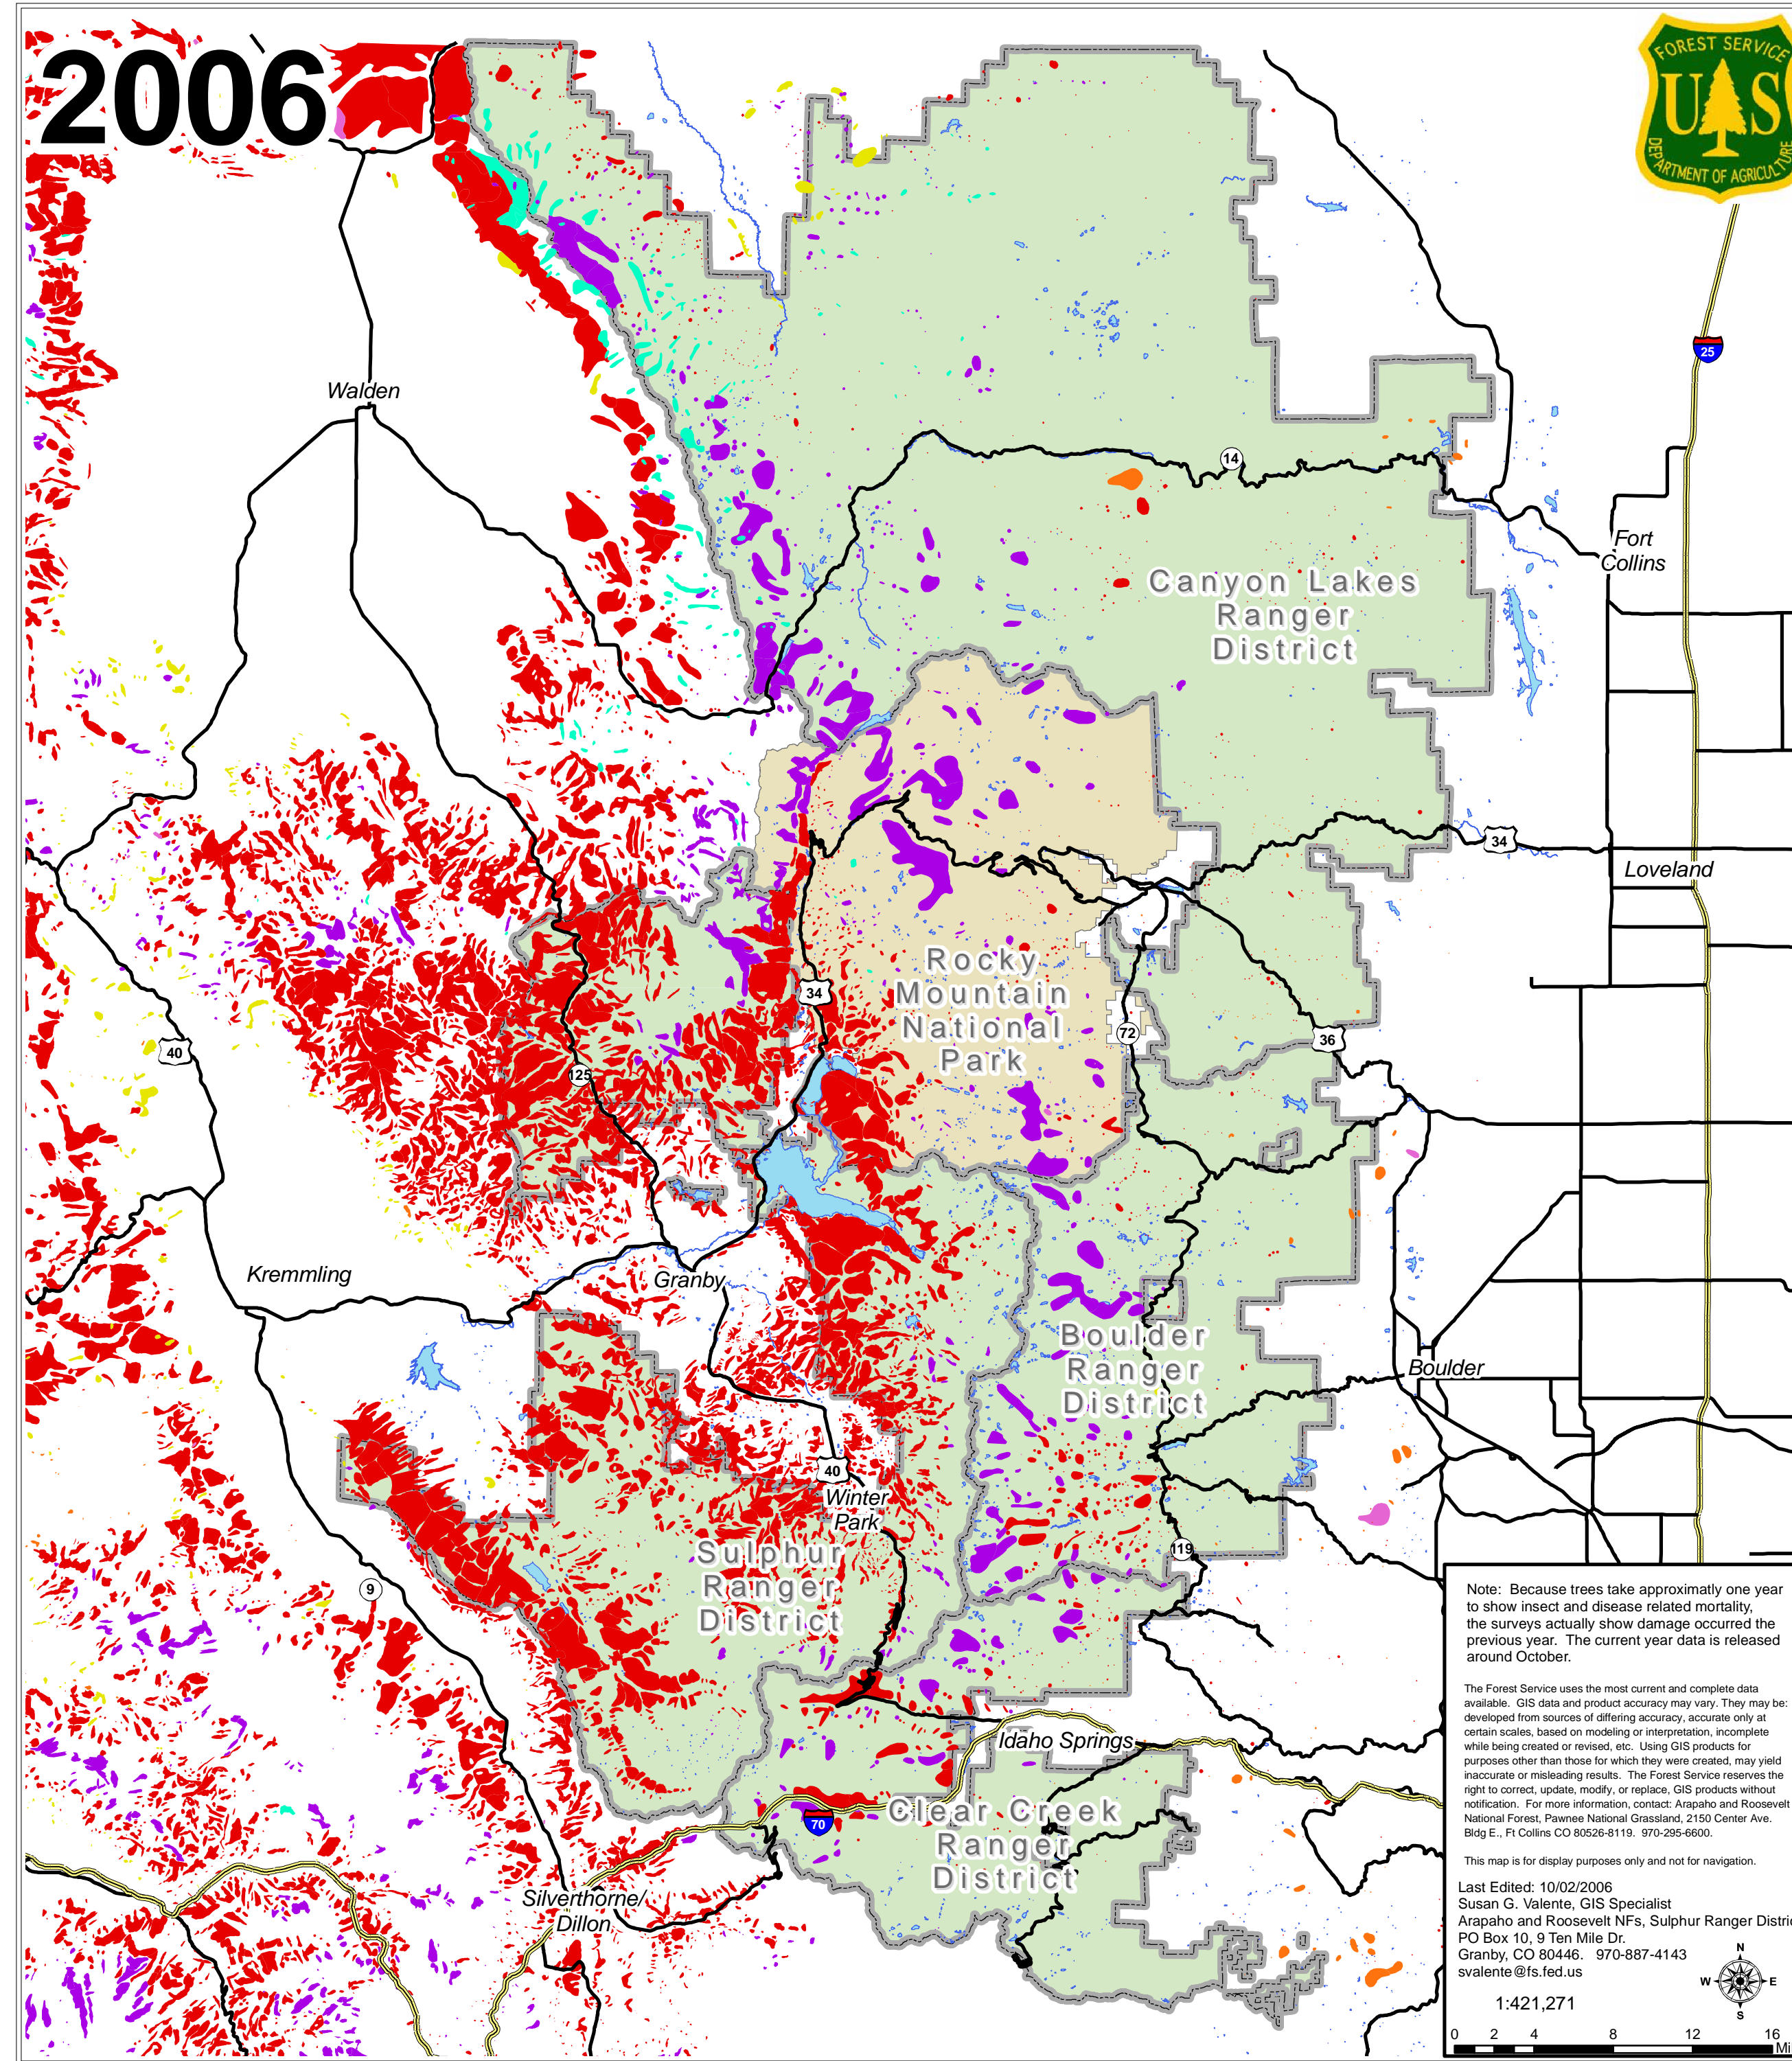 2006
FOREST SERVICE
UAS
DEPARTMENT OF AGRICULTURE
25
Walden
14
Fort
Collins
Canyon Lakes
Ranger
District
34
Loveland
Rocky
Mountain
National
Park
34
72
36
40
125
Kremmling
Granby
Boulder
Ranger
District
Boulder
40
Winter
Park
Sulphur
Ranger
District
119
9
Idaho Springs
70
Clear Creek
Ranger
District
Silverthorne/
Dillon
Note: Because trees take approximatly one year
to show insect and disease related mortality,
the surveys actually show damage occurred the
previous year. The current year data is released
around October.
The Forest Service uses the most current and complete data
available. GIS data and product accuracy may vary. They may be:
developed from sources of differing accuracy, accurate only at
certain scales, based on modeling or interpretation, incomplete
while being created or revised, etc. Using GIS products for
purposes other than those for which they were created, may yield
inaccurate or misleading results. The Forest Service reserves the
right to correct, update, modify, or replace, GIS products without
notification. For more information, contact: Arapaho and Roosevelt
National Forest, Pawnee National Grassland, 2150 Center Ave.
Bldg E., Ft Collins CO 80526-8119. 970-295-6600.
This map is for display purposes only and not for navigation.
Last Edited: 10/02/2006
Susan G. Valente, GIS Specialist
Arapaho and Roosevelt NFs, Sulphur Ranger Distri
PO Box 10, 9 Ten Mile Dr.
Granby, CO 80446. 970-887-4143
svalente@fs.fed.us
N
W E
S
1:421,271
0 2 4 8 12 16
Mi